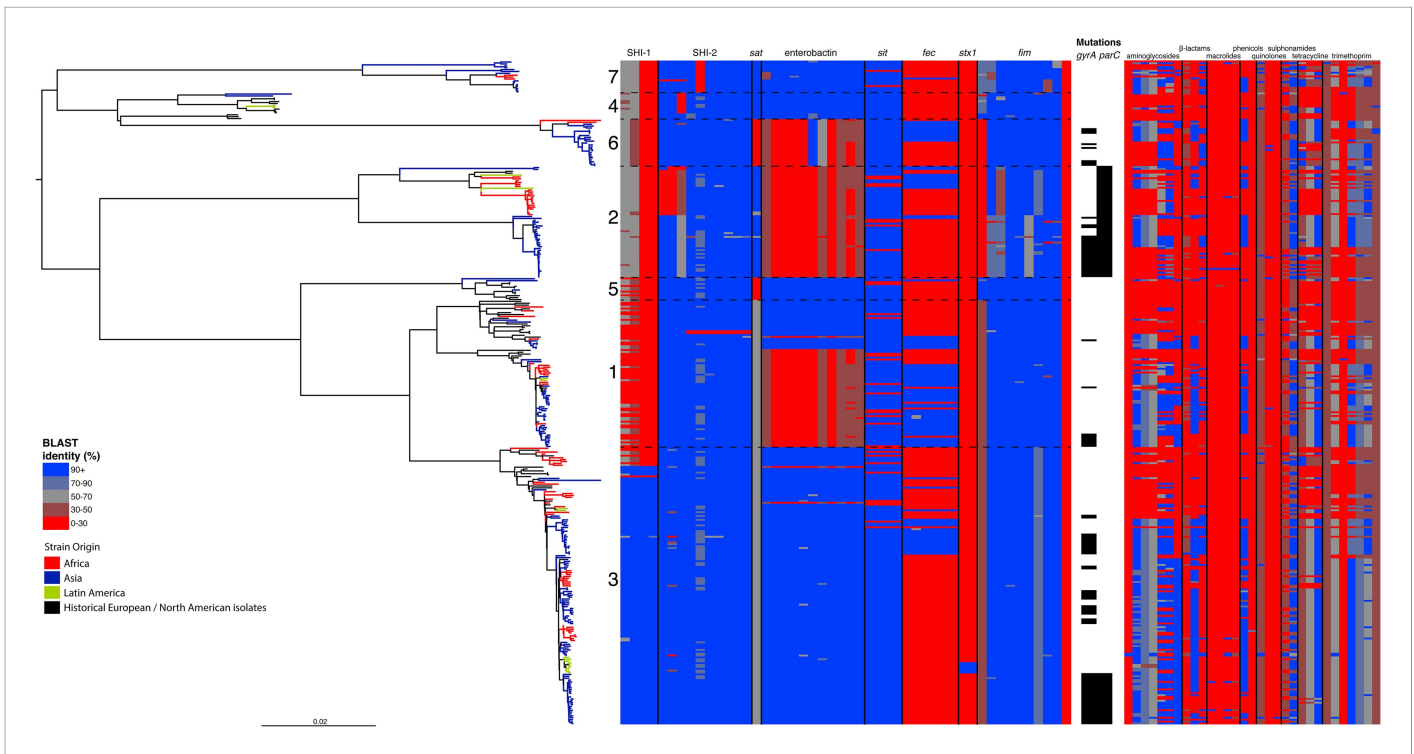 SHI-1 SHI-2 sat enterobactin sit fec stx1 fim
Mutations
gyrA parC
aminoglycosides β-lactams macrolides phenicols quinolones sulphonamides tetracycline trimethoprim
7
4
6
2
5
1
3
BLAST
identity (%)
90+
70-90
50-70
30-50
0-30
Strain Origin
Africa
Asia
Latin America
Historical European / North American isolates
0.02